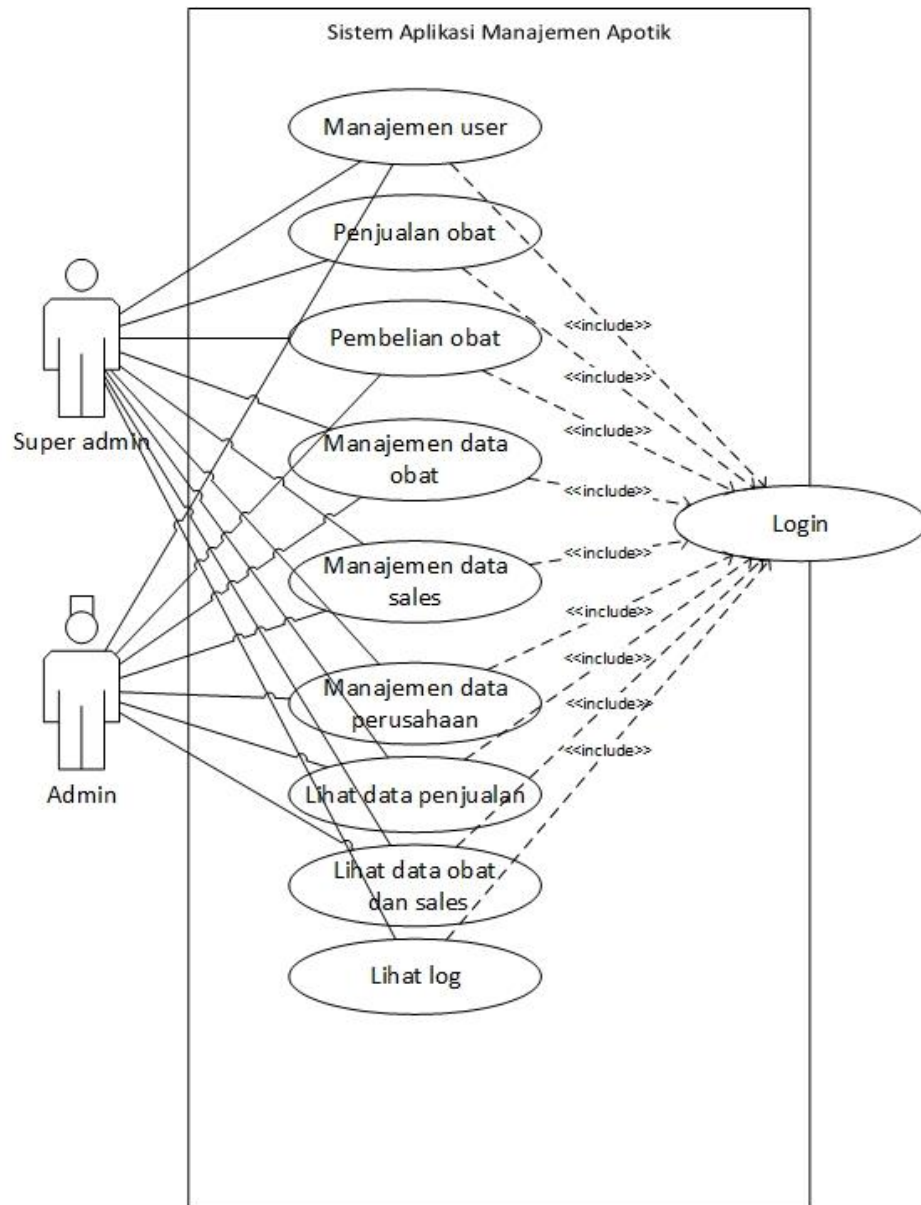 Sistem Aplikasi Manajemen Apotik
Manajemen user
Penjualan obat
Pembelian obat
Super admin
Manajemen data
obat
Manajemen data
sales
Manajemen data
perusahaan
Admin
Lihat data penjualan
Lihat data obat
dan sales
Lihat log
<<include>>
<<include>>
<<include>>
<<include>>
<<include>>
<<include>>
<<include>>
<<include>>
<<include>>
Login